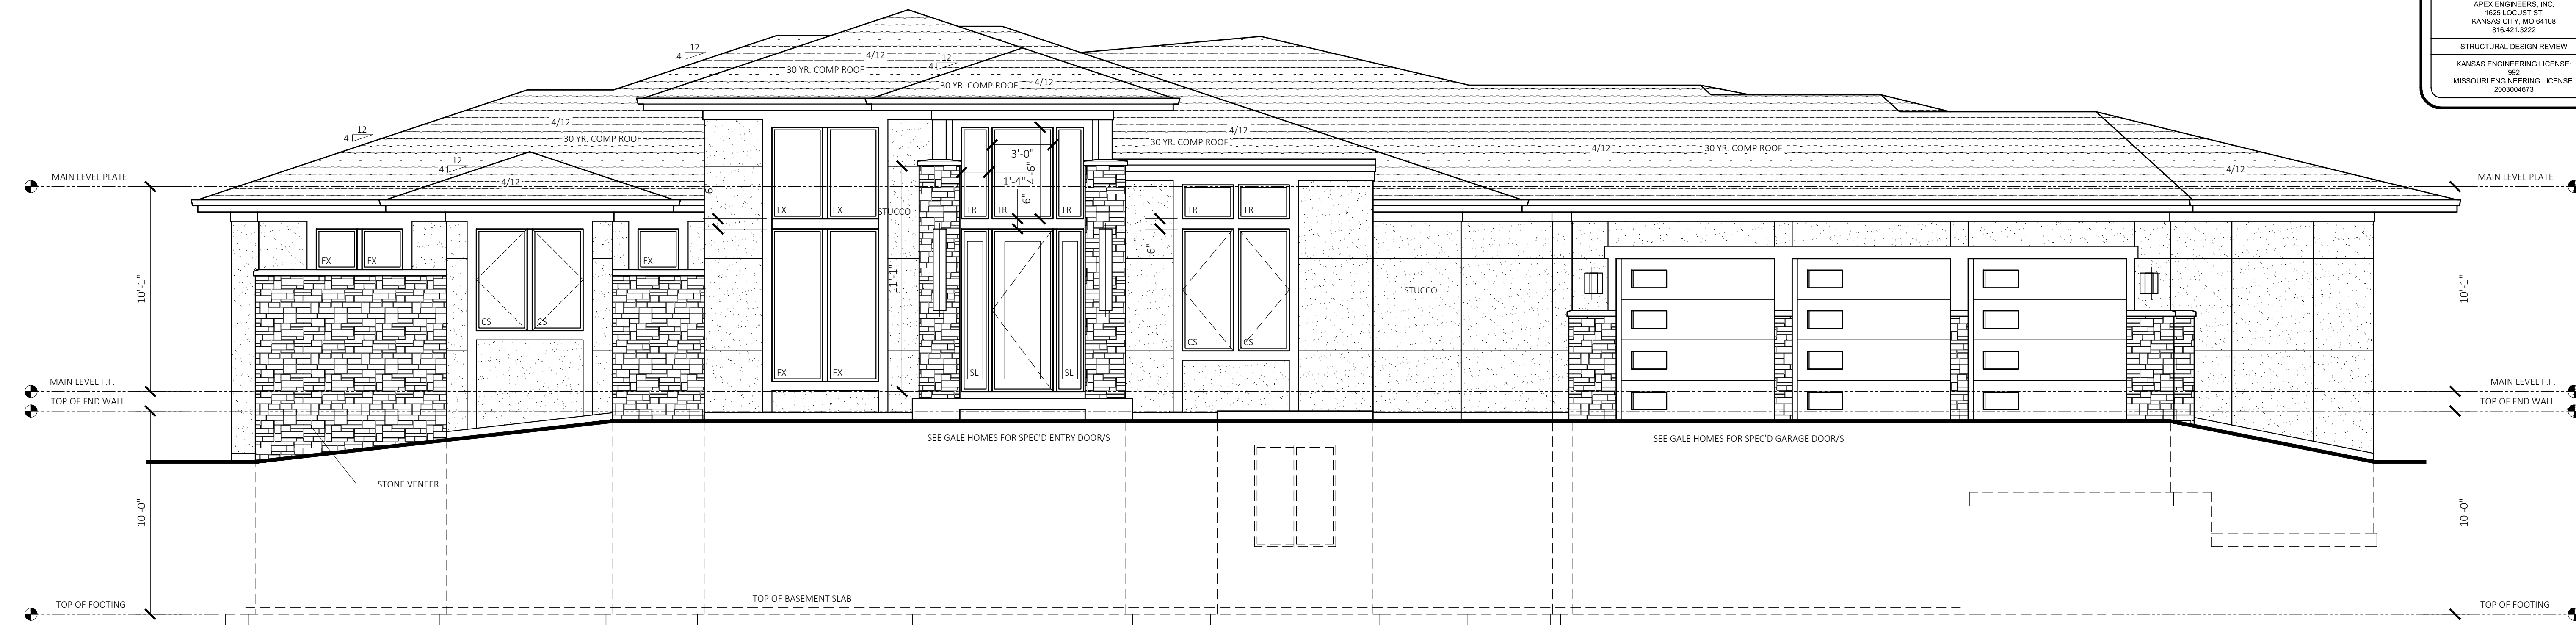 APEX ENGINEERS, INC.
1625 LOCUST ST
KANSAS CITY, MO 64108
816.421.3222
STRUCTURAL DESIGN REVIEW
KANSAS ENGINEERING LICENSE:
992
MISSOURI ENGINEERING LICENSE:
2003004673
12
4
4/12
30 YR. COMP ROOF
12
4
4/12
30 YR. COMP ROOF
12
4
4/12
30 YR. COMP ROOF
12
4
4/12
4/12
30 YR. COMP ROOF
4/12
30 YR. COMP ROOF
4/12
MAIN LEVEL PLATE
MAIN LEVEL PLATE
3'-0"
1'-4"
4'-6"
6"
6"
6"
FX
FX
STUCCO
TR
TR
TR
TR
TR
FX
FX
FX
CS
CS
11'-1"
10'-1"
10'-1"
STUCCO
CS
CS
FX
FX
SL
SL
MAIN LEVEL F.F.
MAIN LEVEL F.F.
TOP OF FND WALL
TOP OF FND WALL
SEE GALE HOMES FOR SPEC'D ENTRY DOOR/S
SEE GALE HOMES FOR SPEC'D GARAGE DOOR/S
STONE VENEER
10'-0"
10'-0"
TOP OF BASEMENT SLAB
TOP OF FOOTING
TOP OF FOOTING